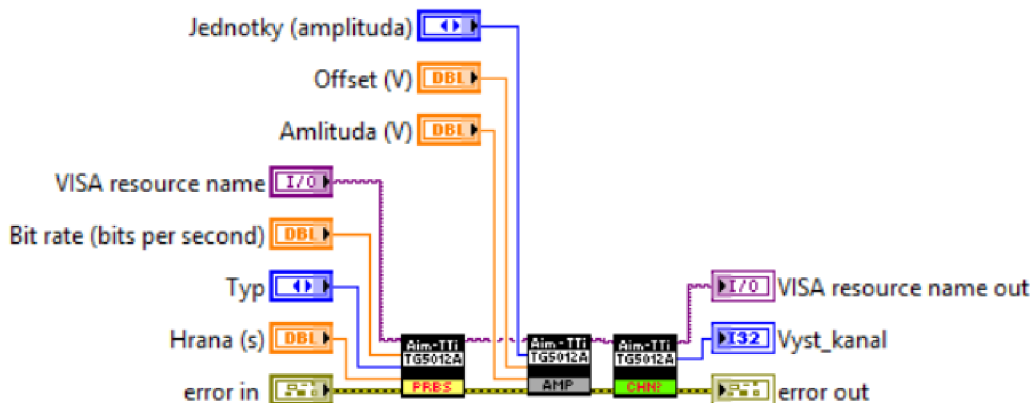 Jednotky (amplituda)
Offset (V)
DBL
Amlituda (V)
DBL
VISA resource name
I/O
Bit rate (bits per second)
DBL
Typ
I/O
VISA resource name out
Hrana (s)
DBL
Aim-TTi
TG5012A
PRBS
Aim-TTi
TG5012A
AMP
Aim-TTi
TG5012A
CHN?
I32
Vyst_kanal
error in
error out